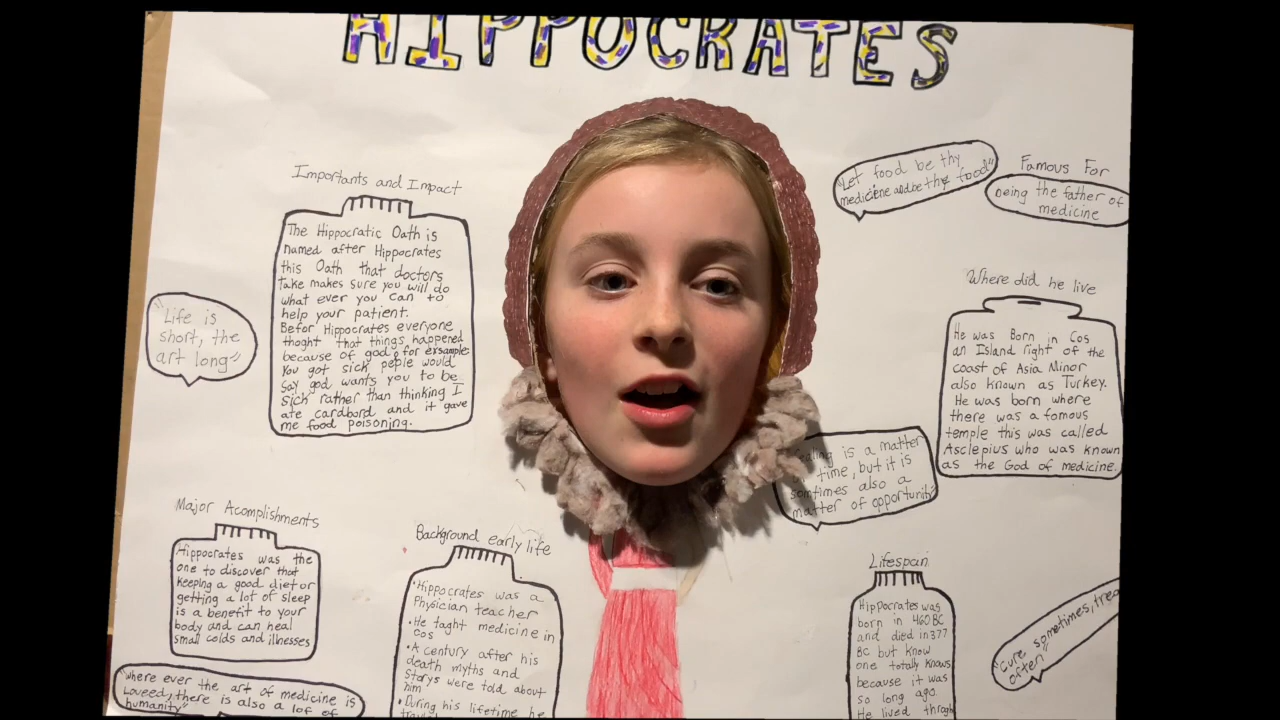 HIPPOCRATES
Importants and Impact
The Hippocratic Oath is
named after Hippocrates
this Oath that doctors
take makes sure you will do
what ever you can to
help your patient.
Befor Hippocrates everyone
thoght that things happened
because of god, for exsample
You got sick peple would
say god wants you to be
sick rather than thinking I
ate cardbord and it gave
me food poisoning.
"Life is
short, the
art long"
"Let food be thy
medicine and be thy food"
Famous For
being the father of
medicine
Where did he live
He was Born in Cos
an Island right of the
coast of Asia Minor
also known as Turkey.
He was born where
there was a fomous
temple this was called
Asclepius who was known
as the God of medicine.
is a matter
time, but it is
somtimes also a
matter of opportunity"
Major Acomplishments
Hippocrates was the
one to discover that
keeping a good diet or
getting a lot of sleep
is a benefit to your
body and can heal
small colds and illnesses
"where ever the art of medicine is
Loveed, there is also a lot of
humanity"
Background early life
•Hippocrates was a
Physician teacher
•He taght medicine in
cos
•A century after his
death myths and
storys were told about
him
•During his lifetime he
Lifespan
Hippocrates was
born in 460 BC
and died in 377
BC but know
one totally knows
because it was
so long ago.
He lived
"Cure sometimes,
often"